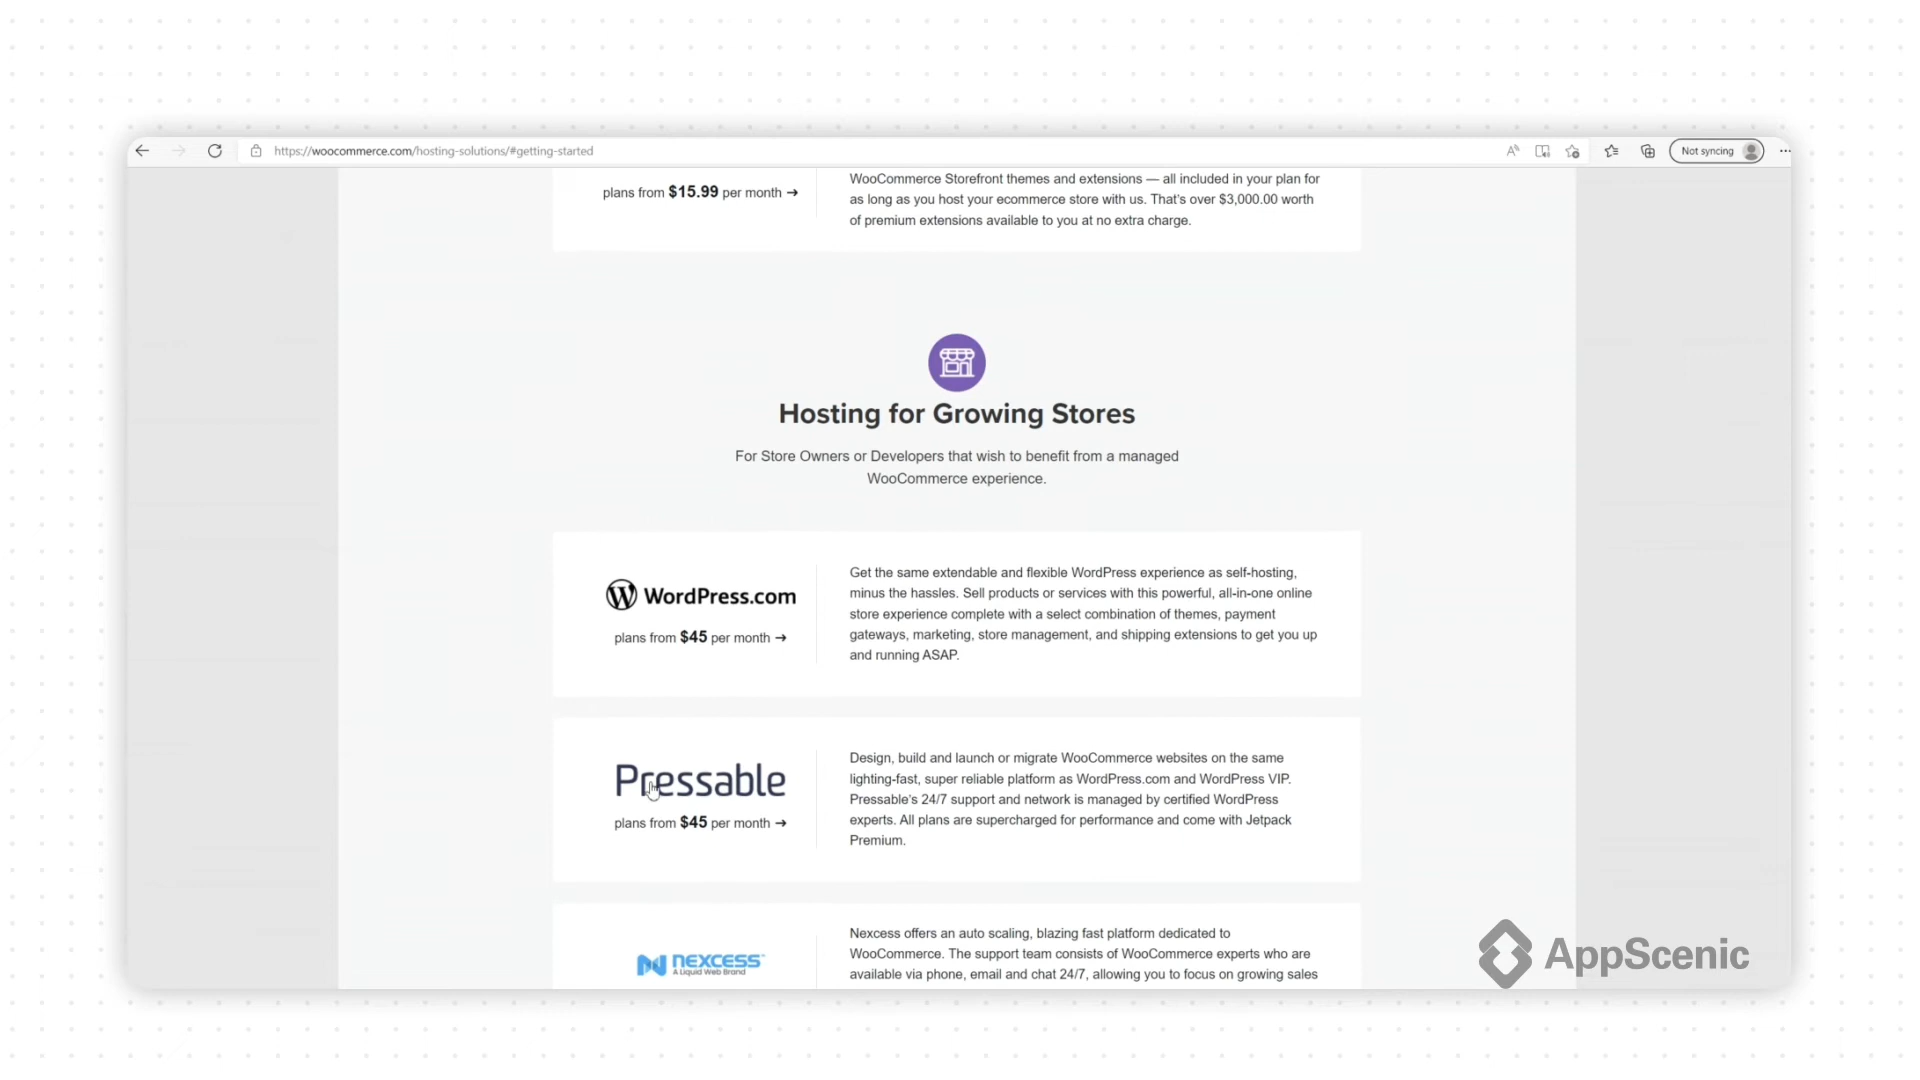 https://woocommerce.com/hosting-solutions/#getting-started
Not syncing
plans from $15.99 per month →
WooCommerce Storefront themes and extensions — all included in your plan for
as long as you host your ecommerce store with us. That's over $3,000.00 worth
of premium extensions available to you at no extra charge.
Hosting for Growing Stores
For Store Owners or Developers that wish to benefit from a managed
WooCommerce experience.
WordPress.com
plans from $45 per month →
Get the same extendable and flexible WordPress experience as self-hosting,
minus the hassles. Sell products or services with this powerful, all-in-one online
store experience complete with a select combination of themes, payment
gateways, marketing, store management, and shipping extensions to get you up
and running ASAP.
Pressable
plans from $45 per month →
Design, build and launch or migrate WooCommerce websites on the same
lighting-fast, super reliable platform as WordPress.com and WordPress VIP.
Pressable's 24/7 support and network is managed by certified WordPress
experts. All plans are supercharged for performance and come with Jetpack
Premium.
NEXCESS
A Liquid Web Brand
Nexcess offers an auto scaling, blazing fast platform dedicated to
WooCommerce. The support team consists of WooCommerce experts who are
available via phone, email and chat 24/7, allowing you to focus on growing sales
AppScenic